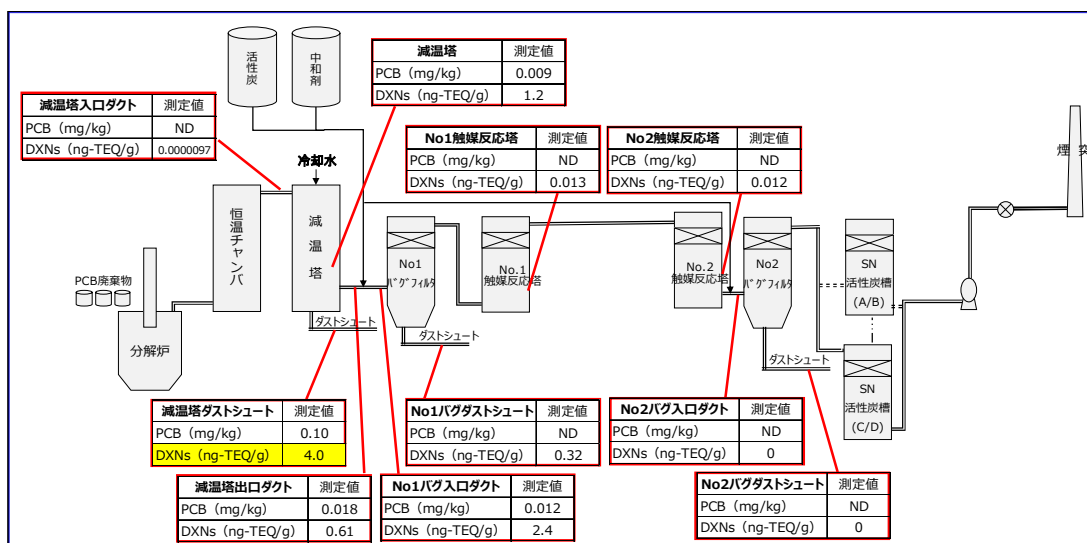 活性炭
中和剤
減温塔 測定値
PCB（mg/kg） 0.009
DXNs（ng-TEQ/g） 1.2
減温塔入口ダクト 測定値
PCB（mg/kg） ND
DXNs（ng-TEQ/g） 0.0000097
No1触媒反応塔 測定値
PCB（mg/kg） ND
DXNs（ng-TEQ/g） 0.013
No2触媒反応塔 測定値
PCB（mg/kg） ND
DXNs（ng-TEQ/g） 0.012
煙突
冷却水
恒温チャンバ
減温塔
No1
バグフィルタ
No.1
触媒反応塔
No.2
触媒反応塔
No2
バグフィルタ
SN
活性炭槽
(A/B)
PCB廃棄物
分解炉
ダストシュート
ダストシュート
ダストシュート
SN
活性炭槽
(C/D)
減温塔ダストシュート 測定値
PCB（mg/kg） 0.10
DXNs（ng-TEQ/g） 4.0
No1バグダストシュート 測定値
PCB（mg/kg） ND
DXNs（ng-TEQ/g） 0.32
No2バグ入口ダクト 測定値
PCB（mg/kg） ND
DXNs（ng-TEQ/g） 0
減温塔出口ダクト 測定値
PCB（mg/kg） 0.018
DXNs（ng-TEQ/g） 0.61
No1バグ入口ダクト 測定値
PCB（mg/kg） 0.012
DXNs（ng-TEQ/g） 2.4
No2バグダストシュート 測定値
PCB（mg/kg） ND
DXNs（ng-TEQ/g） 0